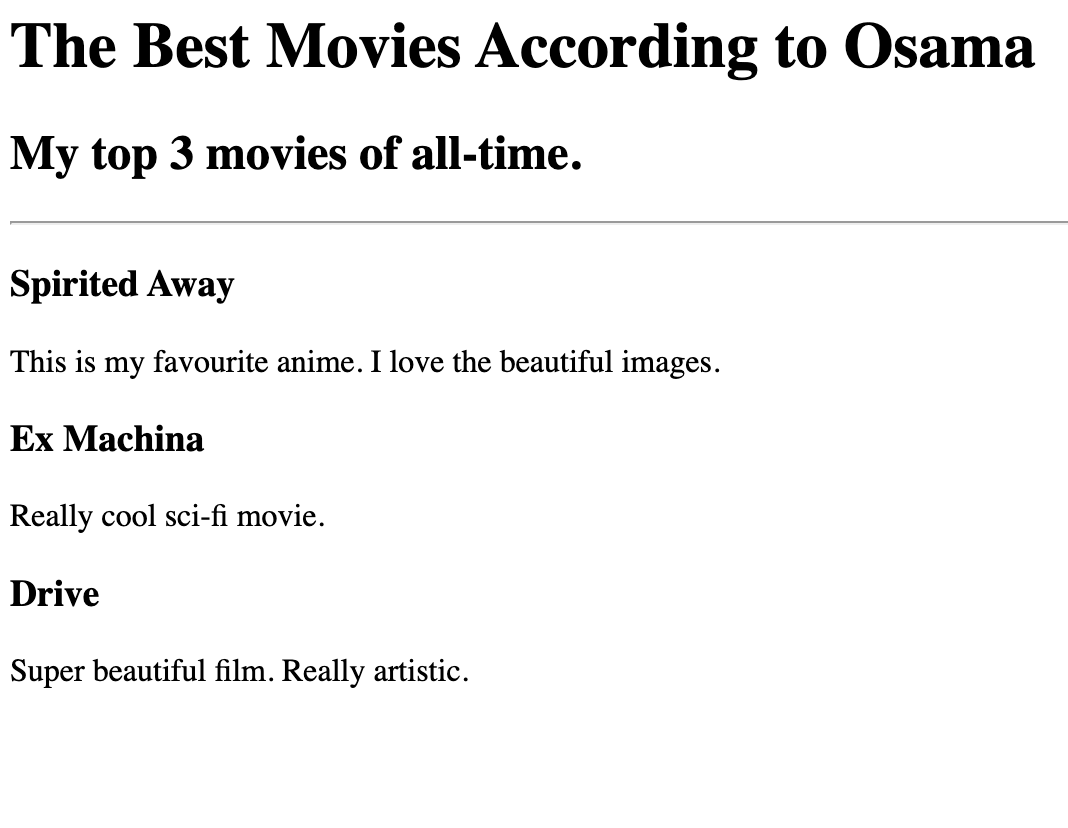 The Best Movies According to Osama
My top 3 movies of all-time.
Spirited Away
This is my favourite anime. I love the beautiful images.
Ex Machina
Really cool sci-fi movie.
Drive
Super beautiful film. Really artistic.